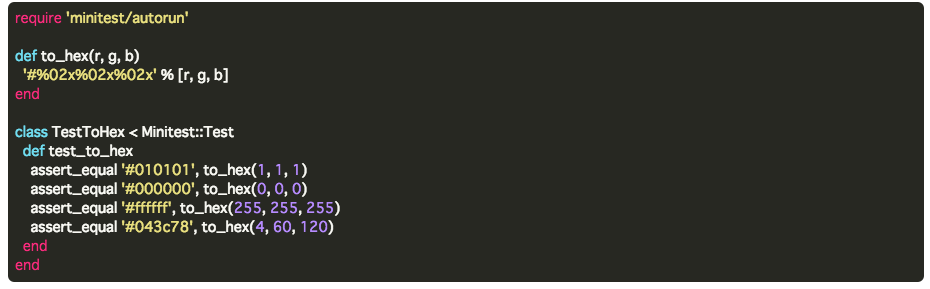 require 'minitest/autorun'

def to_hex(r, g, b)
  '#%02x%02x%02x' % [r, g, b]
end

class TestToHex < Minitest::Test
  def test_to_hex
    assert_equal '#010101', to_hex(1, 1, 1)
    assert_equal '#000000', to_hex(0, 0, 0)
    assert_equal '#ffffff', to_hex(255, 255, 255)
    assert_equal '#043c78', to_hex(4, 60, 120)
  end
end